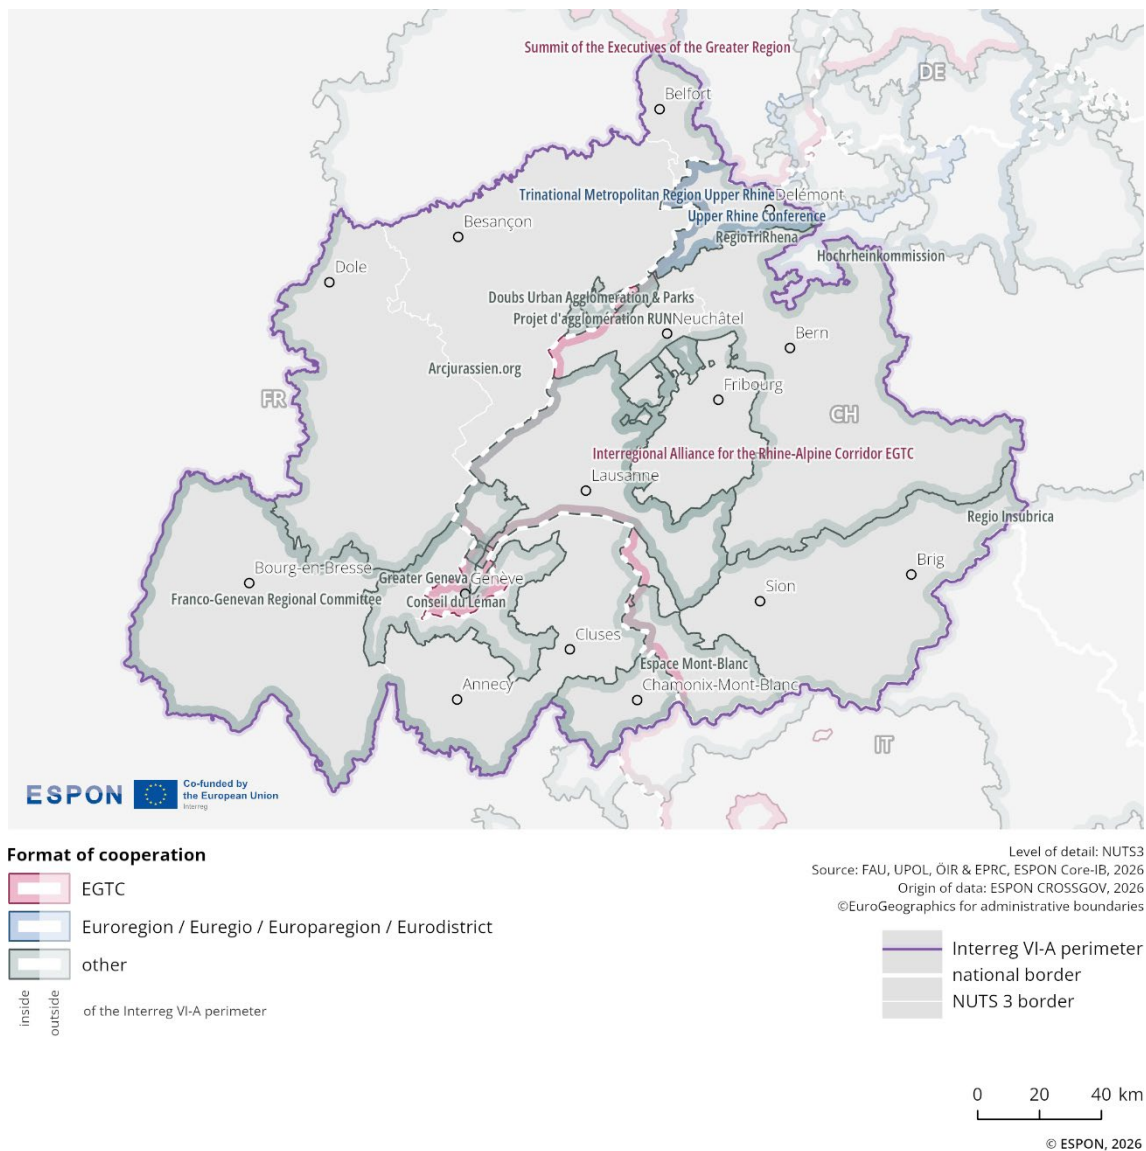 Summit of the Executives of the Greater Region
DE
Belfort
Trinational Metropolitan Region Upper Rhine
Delémont
Upper Rhine Conference
Besançon
RegioTriRhena
Hochrheinkommission
Dole
Doubs Urban Agglomeration & Parks
Projet d'agglomération RUN
Neuchâtel
Bern
Arcjurassien.org
Fribourg
FR
CH
Interregional Alliance for the Rhine-Alpine Corridor EGTC
Lausanne
Regio Insubrica
Bourg-en-Bresse
Greater Geneva
Genève
Brig
Sion
Franco-Genevan Regional Committee
Conseil du Léman
Cluses
Espace Mont-Blanc
Annecy
Chamonix-Mont-Blanc
IT
ESPON
Co-funded by
the European Union
Interreg
Format of cooperation
EGTC
Euroregion / Euregio / Europaregion / Eurodistrict
other
inside
outside
of the Interreg VI-A perimeter
Level of detail: NUTS3
Source: FAU, UPOL, ÖIR & EPRC, ESPON Core-IB, 2026
Origin of data: ESPON CROSSGOV, 2026
©EuroGeographics for administrative boundaries
Interreg VI-A perimeter
national border
NUTS 3 border
0 20 40 km
© ESPON, 2026